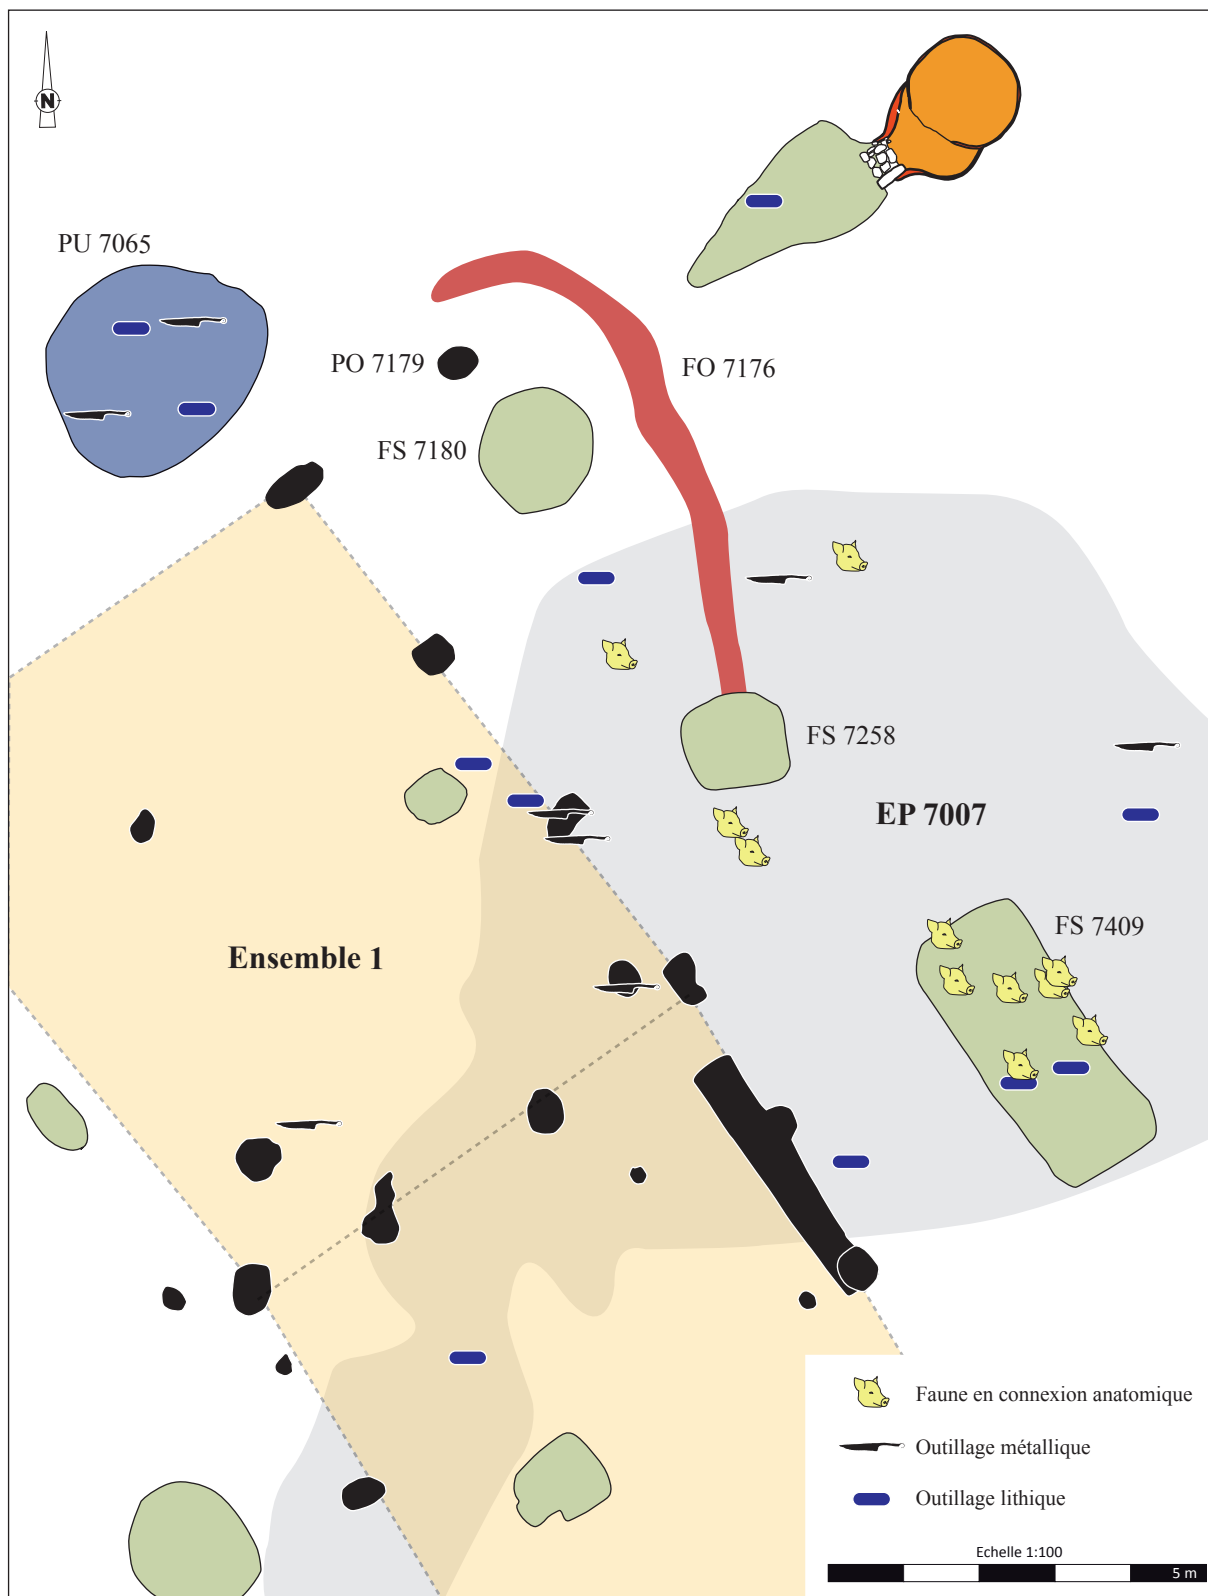 N
PU 7065
PO 7179
FO 7176
FS 7180
FS 7258
EP 7007
FS 7409
Ensemble 1
Faune en connexion anatomique
Outillage métallique
Outillage lithique
Echelle 1:100
5 m